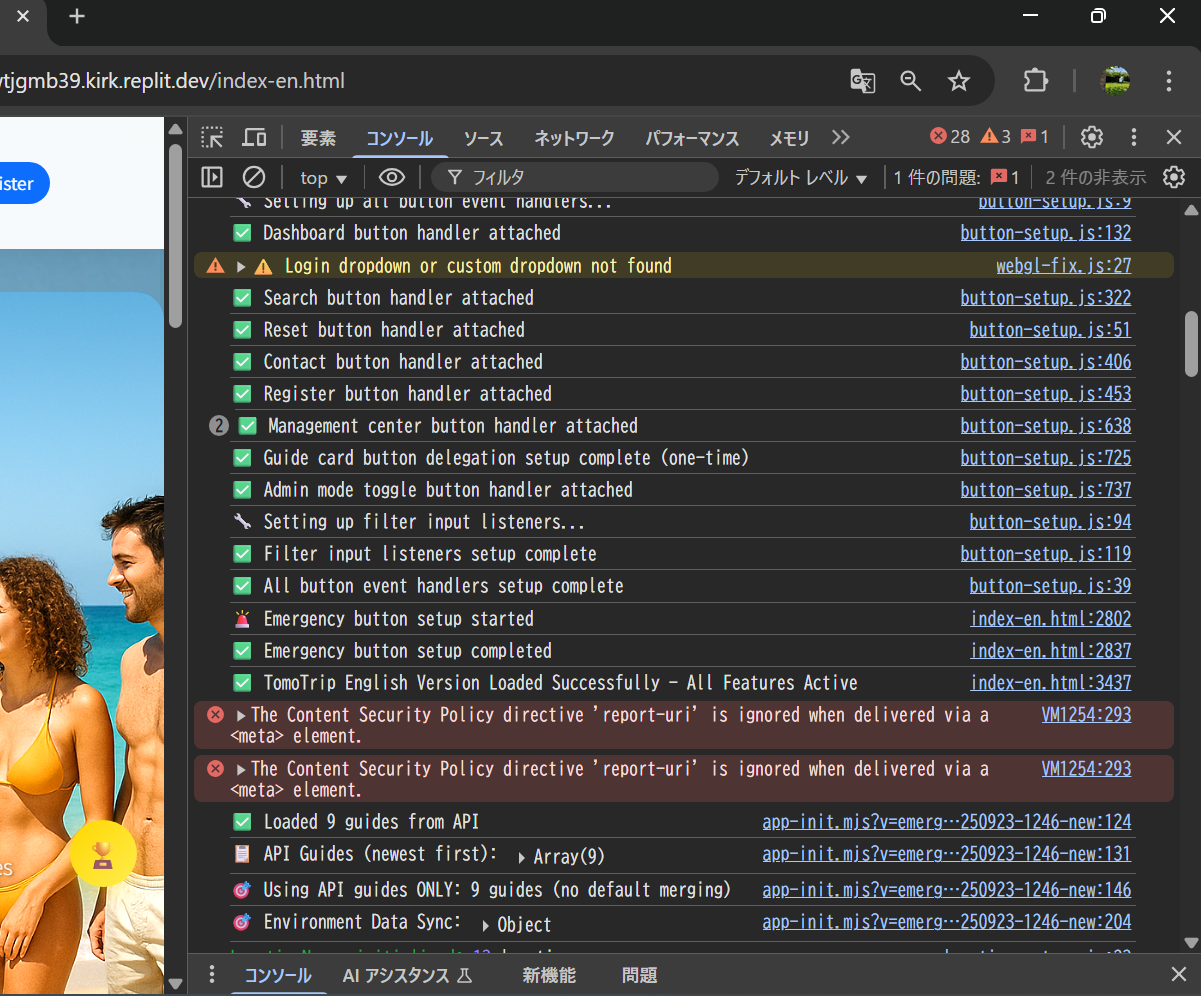 tjgmb39.kirk.replit.dev/index-en.html
ister
要素 コンソール ソース ネットワーク パフォーマンス メモリ 28 3 1
top フィルタ デフォルト レベル 1 件の問題: 1 2 件の非表示
Setting up all button event handlers... button-setup.js:9
Dashboard button handler attached button-setup.js:132
Login dropdown or custom dropdown not found webgl-fix.js:27
Search button handler attached button-setup.js:322
Reset button handler attached button-setup.js:51
Contact button handler attached button-setup.js:406
Register button handler attached button-setup.js:453
2 Management center button handler attached button-setup.js:638
Guide card button delegation setup complete (one-time) button-setup.js:725
Admin mode toggle button handler attached button-setup.js:737
Setting up filter input listeners... button-setup.js:94
Filter input listeners setup complete button-setup.js:119
All button event handlers setup complete button-setup.js:39
Emergency button setup started index-en.html:2802
Emergency button setup completed index-en.html:2837
TomoTrip English Version Loaded Successfully - All Features Active index-en.html:3437
The Content Security Policy directive 'report-uri' is ignored when delivered via a VM1254:293
<meta> element.
The Content Security Policy directive 'report-uri' is ignored when delivered via a VM1254:293
<meta> element.
Loaded 9 guides from API app-init.mjs?v=emerg…250923-1246-new:124
API Guides (newest first): Array(9) app-init.mjs?v=emerg…250923-1246-new:131
es
Using API guides ONLY: 9 guides (no default merging) app-init.mjs?v=emerg…250923-1246-new:146
Environment Data Sync: Object app-init.mjs?v=emerg…250923-1246-new:204
コンソール AI アシスタンス 新機能 問題